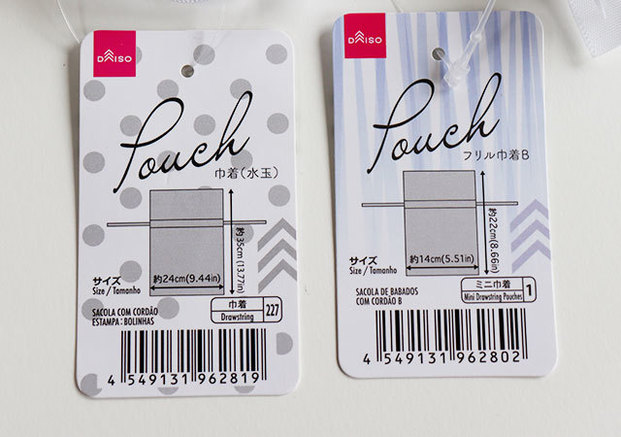 DAISO
Pouch
巾着(水玉)
約35cm (13.77in)
約24cm(9.44in)
サイズ
Size / Tamanho
SACOLA COM CORDÃO
ESTAMPA: BOLINHAS
巾着
Drawstring
227
4 549131 962819
DAISO
Pouch
フリル巾着B
約22cm(8.66in)
約14cm(5.51in)
サイズ
Size / Tamanho
SACOLA DE BABADOS
COM CORDÃO B
ミニ巾着
Mini Drawstring Pouches
1
4 549131 962802